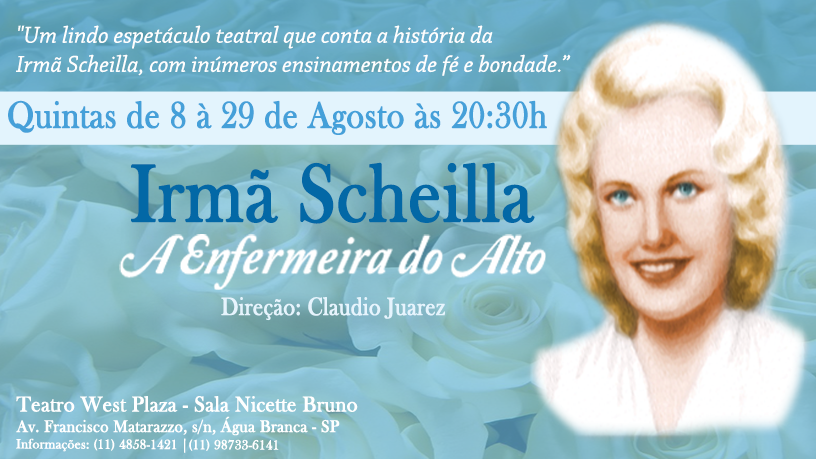 "Um lindo espetáculo teatral que conta a história da
Irmã Scheilla, com inúmeros ensinamentos de fé e bondade.”
Quintas de 8 à 29 de Agosto às 20:30h
Irmã Scheilla
A Enfermeira do Alto
Direção: Claudio Juarez
Teatro West Plaza - Sala Nicette Bruno
Av. Francisco Matarazzo, s/n, Água Branca - SP
Informações: (11) 4858-1421 |(11) 98733-6141